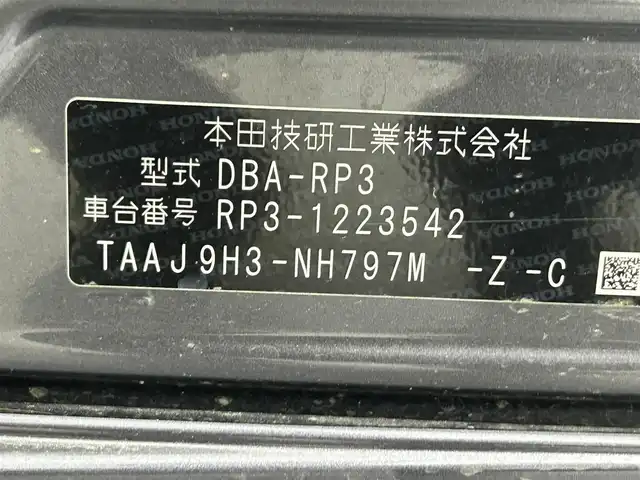 本田技研工業株式会社
型式 DBA-RP3
車台番号 RP3-1223542
TAAJ9H3-NH797M -Z -C